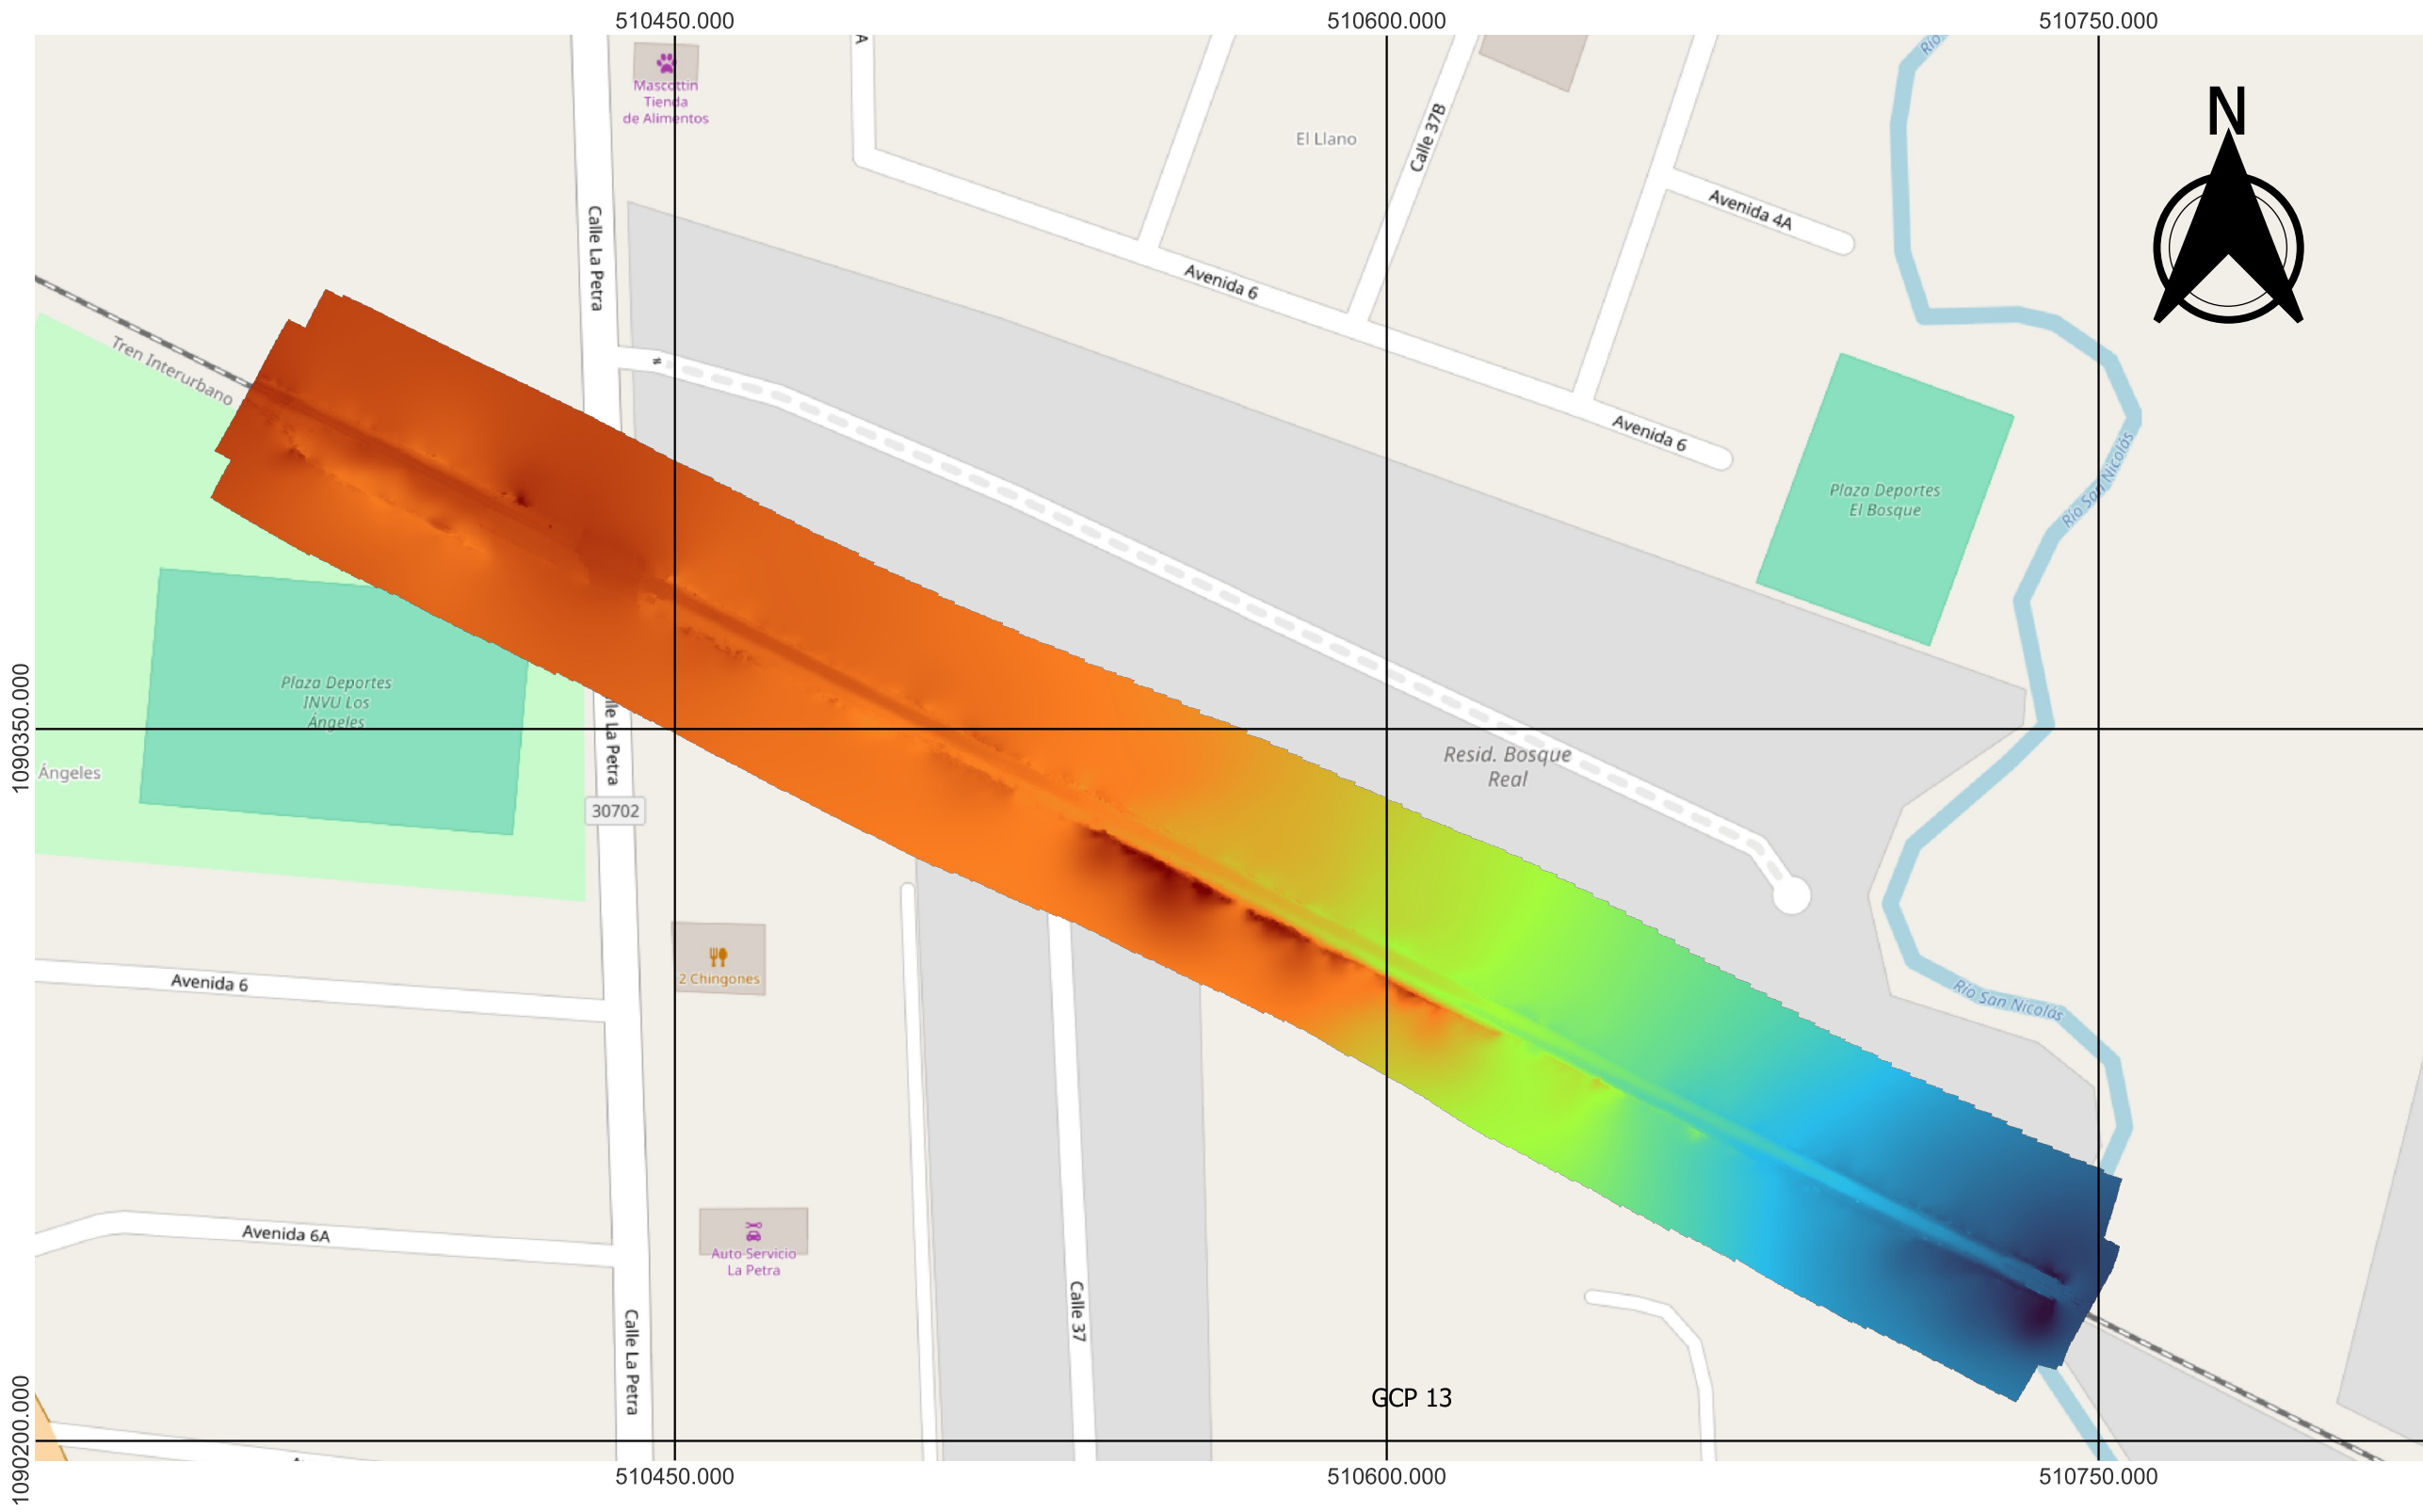 510450.000
510600.000
510750.000
A
Río
Mascottin
Tienda
de Alimentos
N
El Llano
Calle 37B
Avenida 4A
Calle La Petra
Avenida 6
Tren Interurbano
Avenida 6
Plaza Deportes
El Bosque
Río San Nicolás
1090350.000
Plaza Deportes
INVU Los
Ángeles
lle La Petra
Resid. Bosque
Real
Ángeles
30702
2 Chingones
Avenida 6
Río San Nicolás
Avenida 6A
Auto Servicio
La Petra
Calle 37
Calle La Petra
GCP 13
1090200.000
510450.000
510600.000
510750.000